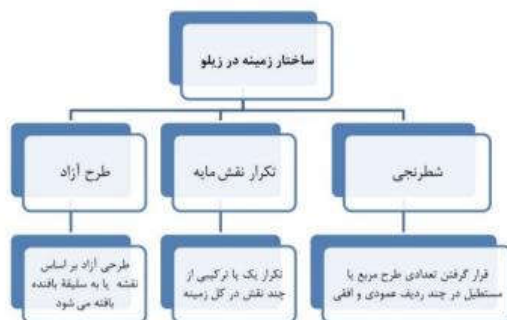 ساختار زمینه در زیلو
شطرنجی
تکرار نقش مایه
طرح آزاد
قرار گرفتن تعدادی طرح مربع یا
مستطیل در چند ردیف عمودی و افقی
تکرار یک یا ترکیبی از
چند نقش در کل زمینه
طرحی آزاد بر اساس
نقشه یا به سلیقۀ بافنده
بافته می شود